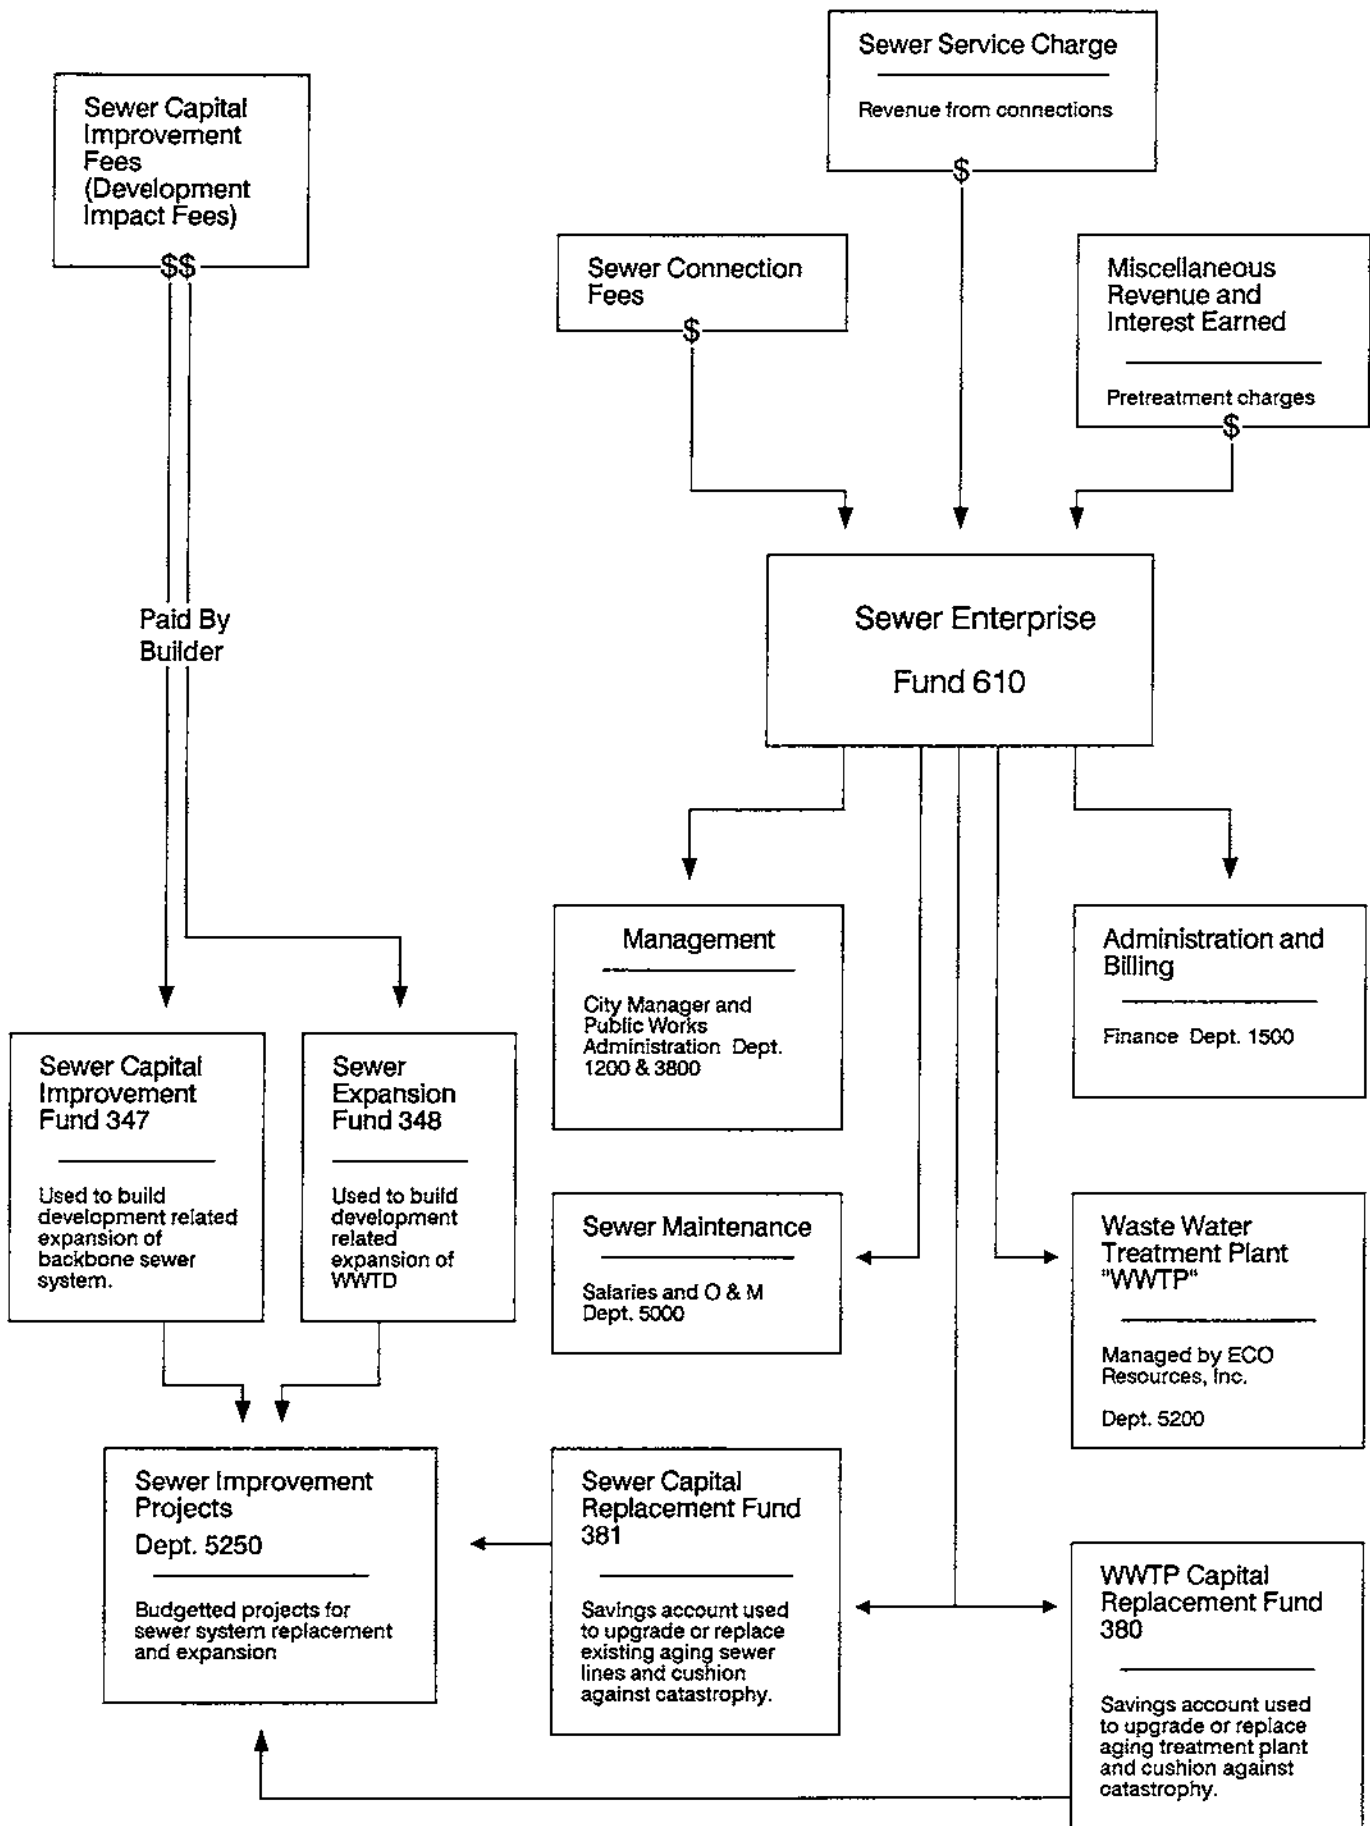 Sewer Service Charge
Revenue from connections
$
Sewer Capital
Improvement
Fees
(Development
Impact Fees)
$$
Sewer Connection
Fees
$
Miscellaneous
Revenue and
Interest Earned
Pretreatment charges
$
Paid By
Builder
Sewer Enterprise
Fund 610
Management
City Manager and
Public Works
Administration Dept.
1200 & 3800
Administration and
Billing
Finance Dept. 1500
Sewer Capital
Improvement
Fund 347
Used to build
development related
expansion of
backbone sewer
system.
Sewer
Expansion
Fund 348
Used to build
development
related
expansion of
WWTD
Sewer Maintenance
Salaries and O & M
Dept. 5000
Waste Water
Treatment Plant
"WWTP"
Managed by ECO
Resources, Inc.
Dept. 5200
Sewer Improvement
Projects
Dept. 5250
Budgetted projects for
sewer system replacement
and expansion
Sewer Capital
Replacement Fund
381
Savings account used
to upgrade or replace
existing aging sewer
lines and cushion
against catastrophy.
WWTP Capital
Replacement Fund
380
Savings account used
to upgrade or replace
aging treatment plant
and cushion against
catastrophy.